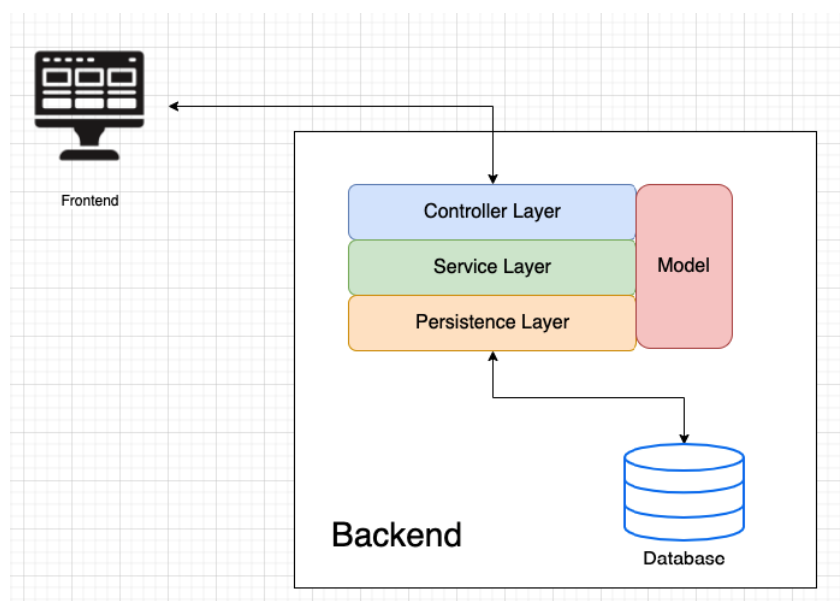 Frontend
Controller Layer
Service Layer
Model
Persistence Layer
Backend
Database